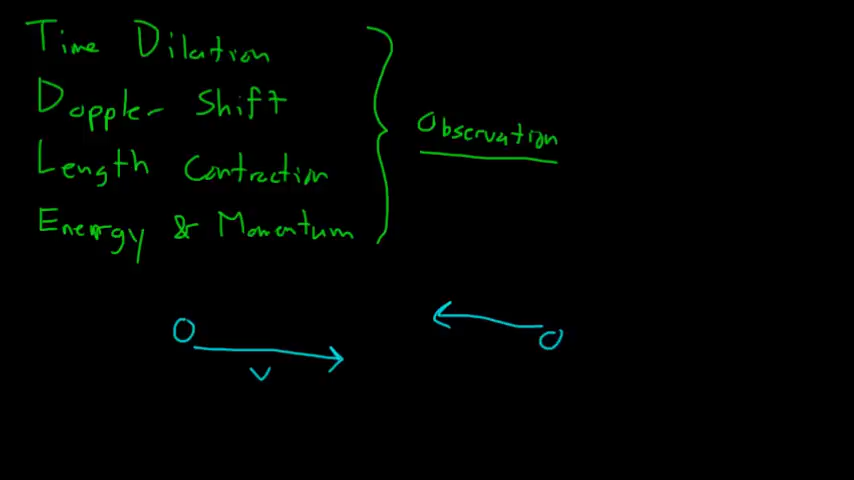 Time Dilation
Doppler Shift
Length Contraction
Energy & Momentum
Observation
v